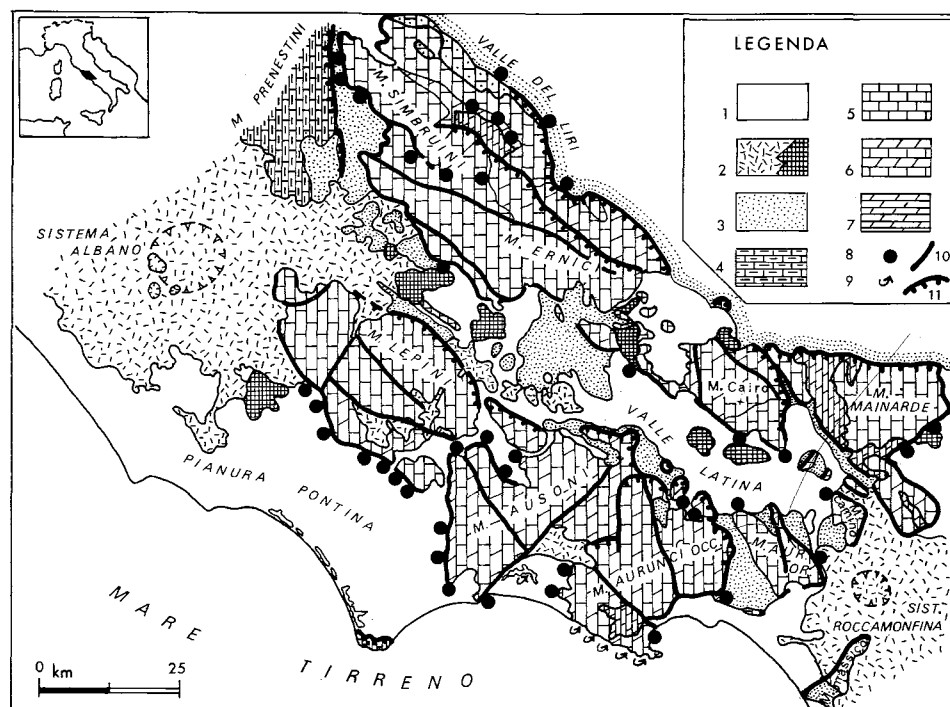 M PRENESTINI
M. SIMBRUINI
VALLE DEL LIRI
M. ERNICI
SISTEMA ALBANO
M. LEPINI
PIANURA PONTINA
M. AUSONI
VALLE LATINA
M. Cairo
M. MAINARDE
M. AURUNCI OCC.
M. AUR. OR.
SIST. ROCCAMONFINA
MARE TIRRENO
0 km 25
LEGENDA
1
2
3
4
5
6
7
8
9
10
11